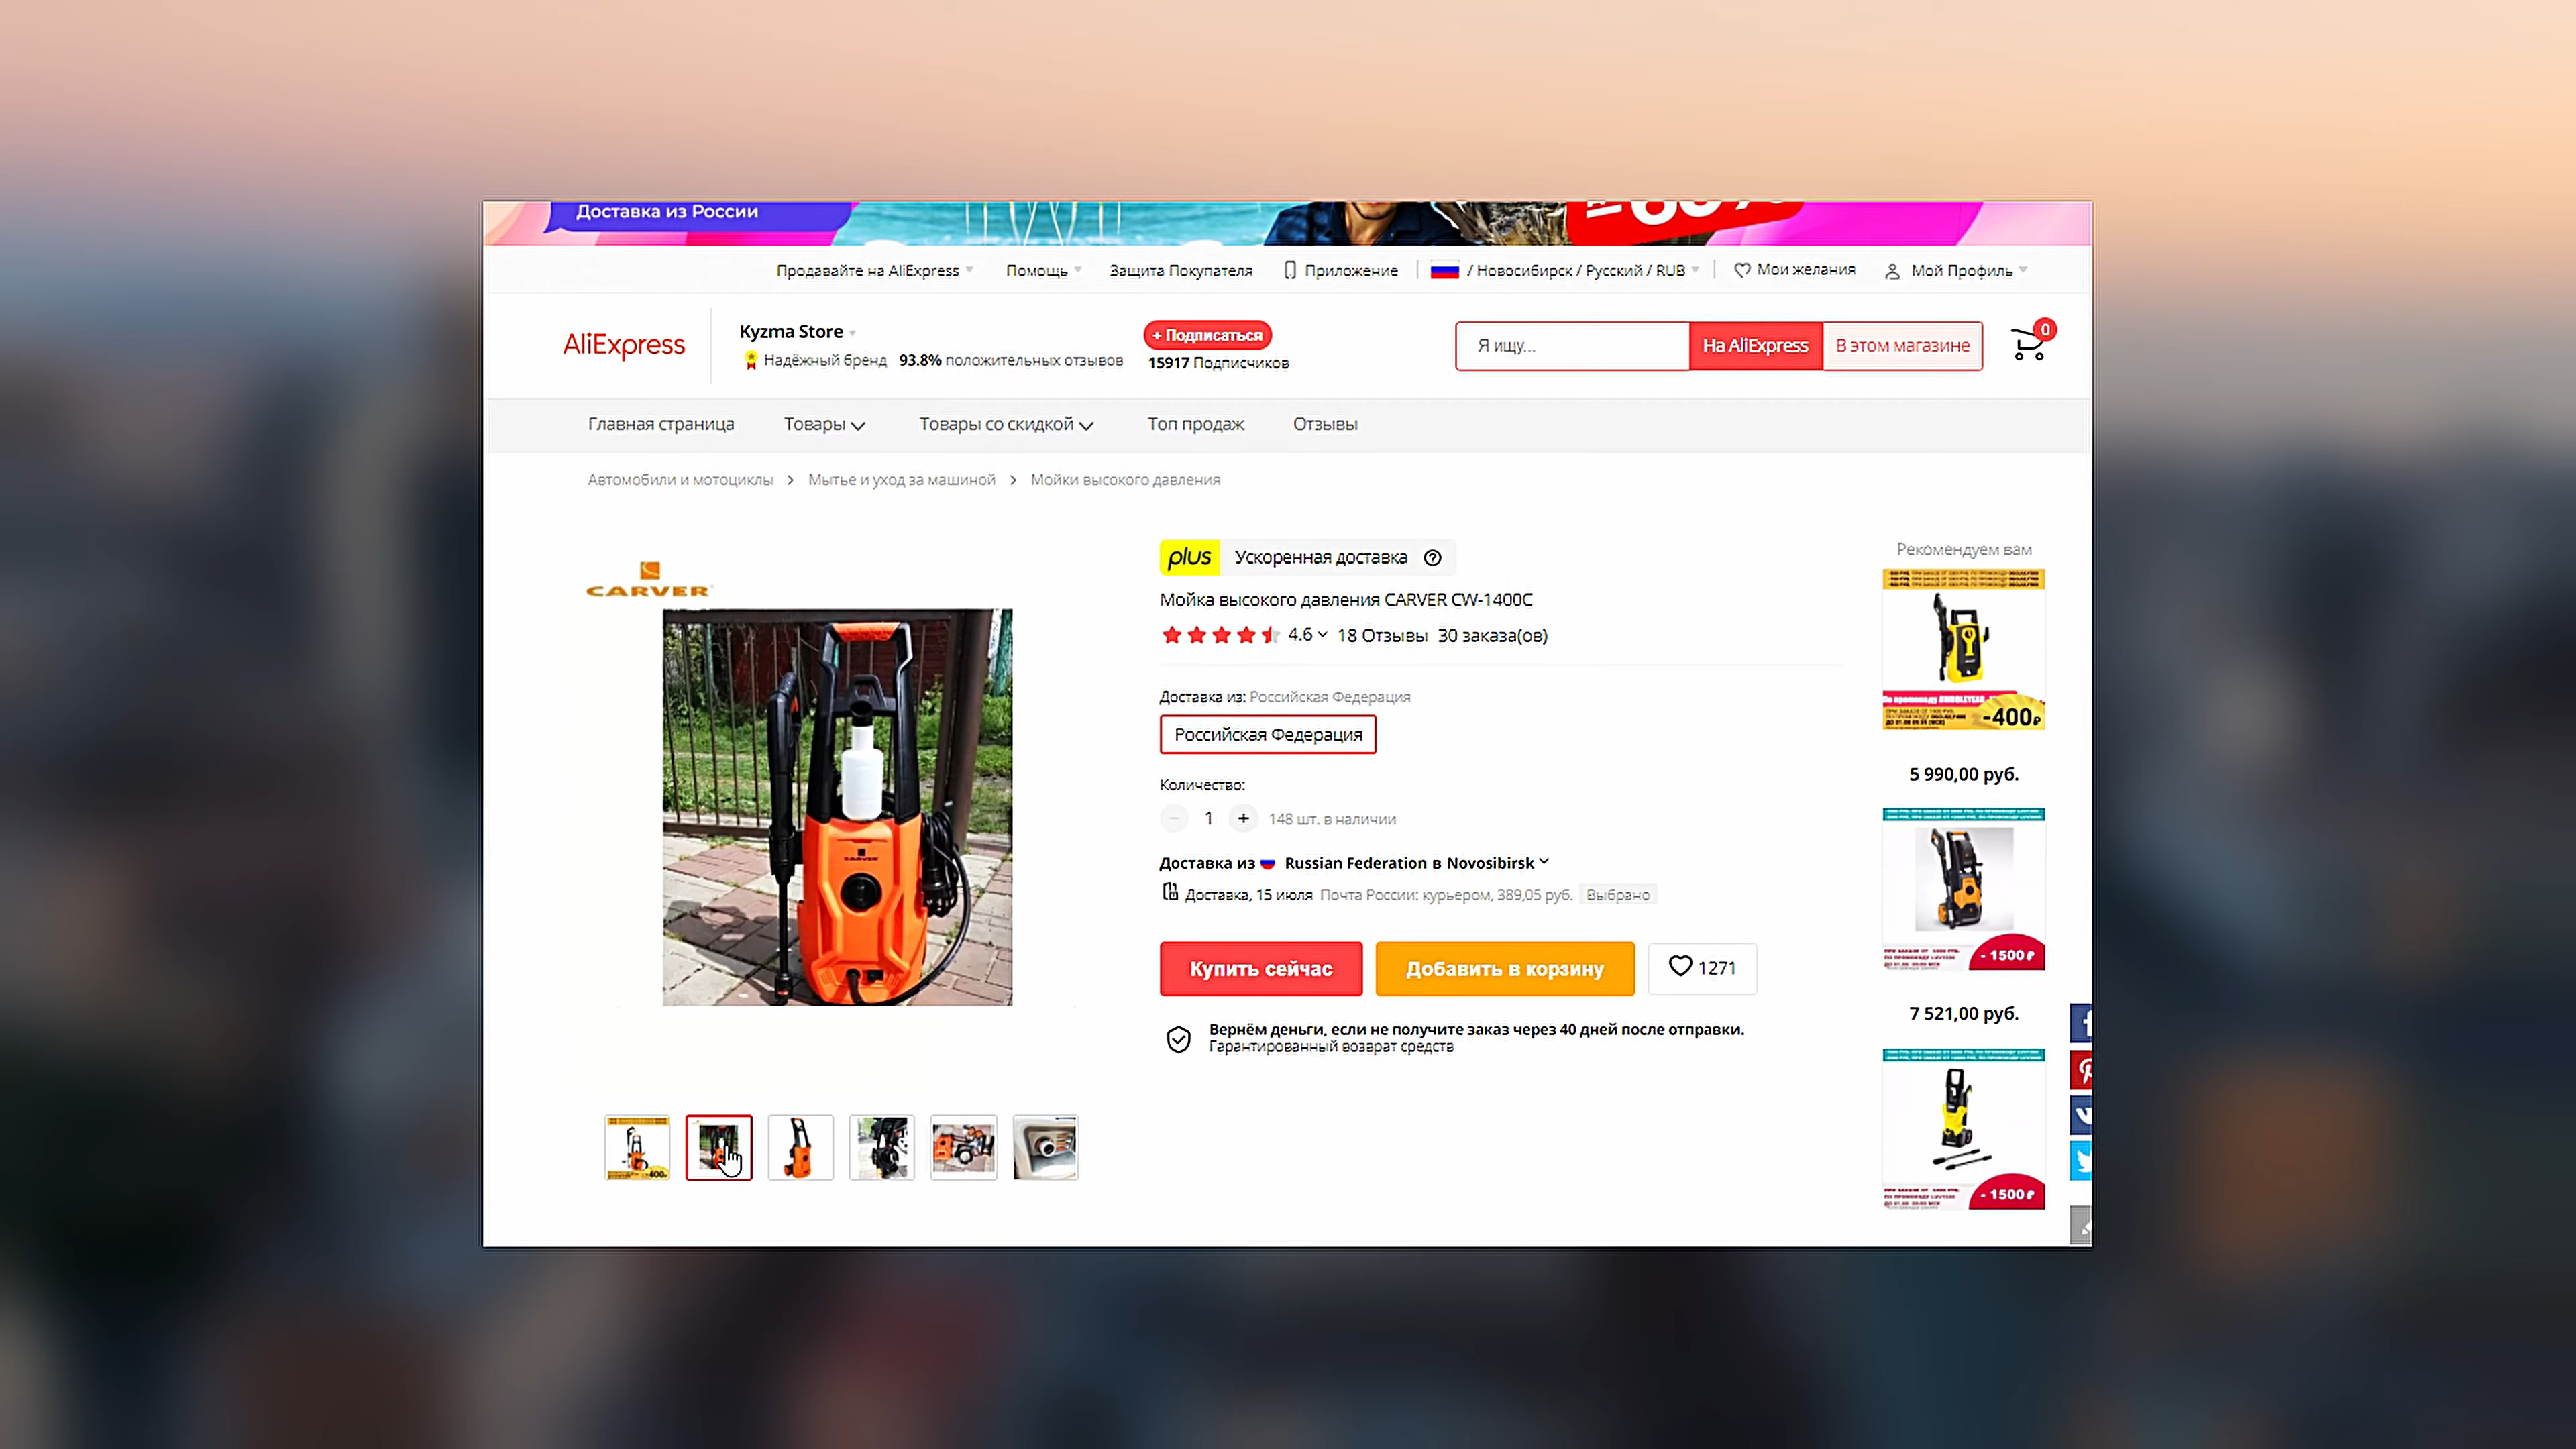 Доставка из России
Продавайте на AliExpress
Помощь
Защита Покупателя
Приложение
/ Новосибирск / Русский / RUB
Мои желания
Мой Профиль
AliExpress
Kyzma Store
Надёжный бренд 93.8% положительных отзывов
+ Подписаться
15917 Подписчиков
Я ищу...
На AliExpress
В этом магазине
0
Главная страница
Товары
Товары со скидкой
Топ продаж
Отзывы
Автомобили и мотоциклы > Мытье и уход за машиной > Мойки высокого давления
CARVER
CARVER
-400₽
plus Ускоренная доставка
Мойка высокого давления CARVER CW-1400C
4.6 18 Отзывы 30 заказа(ов)
Доставка из: Российская Федерация
Российская Федерация
Количество:
1
148 шт. в наличии
Доставка из Russian Federation в Novosibirsk
Доставка, 15 июля Почта России: курьером, 389,05 руб. Выбрано
Купить сейчас
Добавить в корзину
1271
Вернём деньги, если не получите заказ через 40 дней после отправки.
Гарантированный возврат средств
Рекомендуем вам
-400₽
5 990,00 руб.
- 1500₽
7 521,00 руб.
- 1500₽